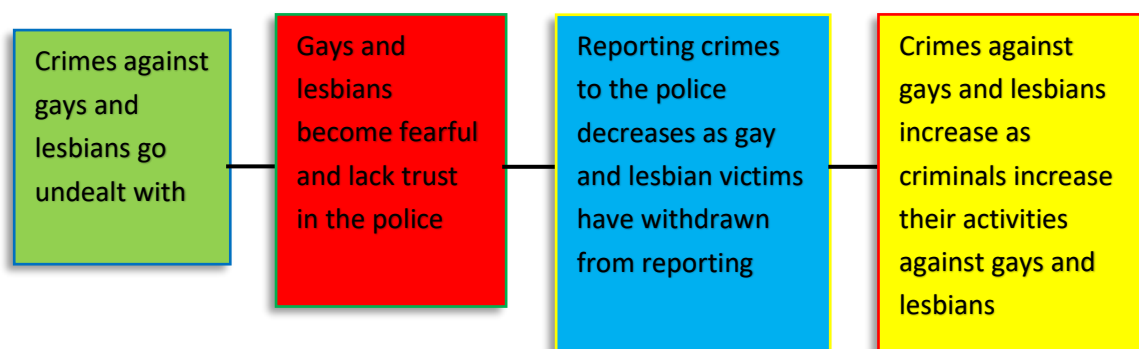 Crimes against
gays and
lesbians go
undealt with
Gays and
lesbians
become fearful
and lack trust
in the police
Reporting crimes
to the police
decreases as gay
and lesbian victims
have withdrawn
from reporting
Crimes against
gays and lesbians
increase as
criminals increase
their activities
against gays and
lesbians